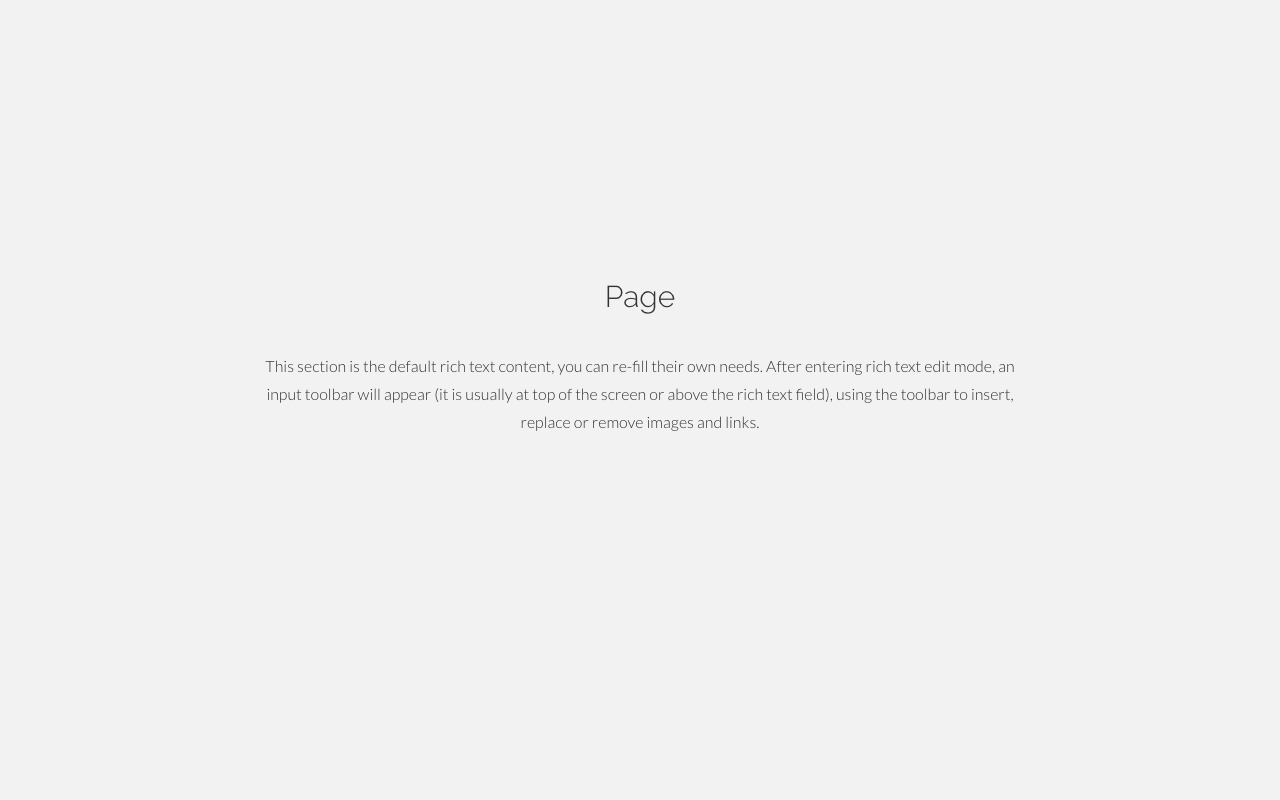 Page
This section is the default rich text content, you can re-fill their own needs. After entering rich text edit mode, an
input toolbar will appear (it is usually at top of the screen or above the rich text field), using the toolbar to insert,
replace or remove images and links.